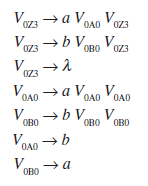 V0Z3 → a V0A0 V0Z3
V0Z3 → b V0B0 V0Z3
V0Z3 → λ
V0A0 → a V0A0 V0A0
V0B0 → b V0B0 V0B0
V0A0 → b
V0B0 → a